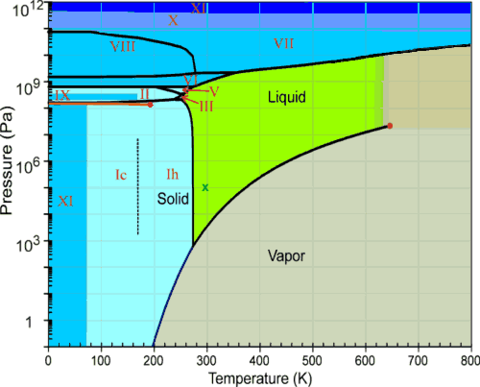 10¹²
XI
X
VIII
VII
10⁹
VI
V
IX
II
III
Liquid
10⁶
Ic
Ih
x
XI
Solid
10³
Vapor
1
Pressure (Pa)
0 100 200 300 400 500 600 700 800
Temperature (K)